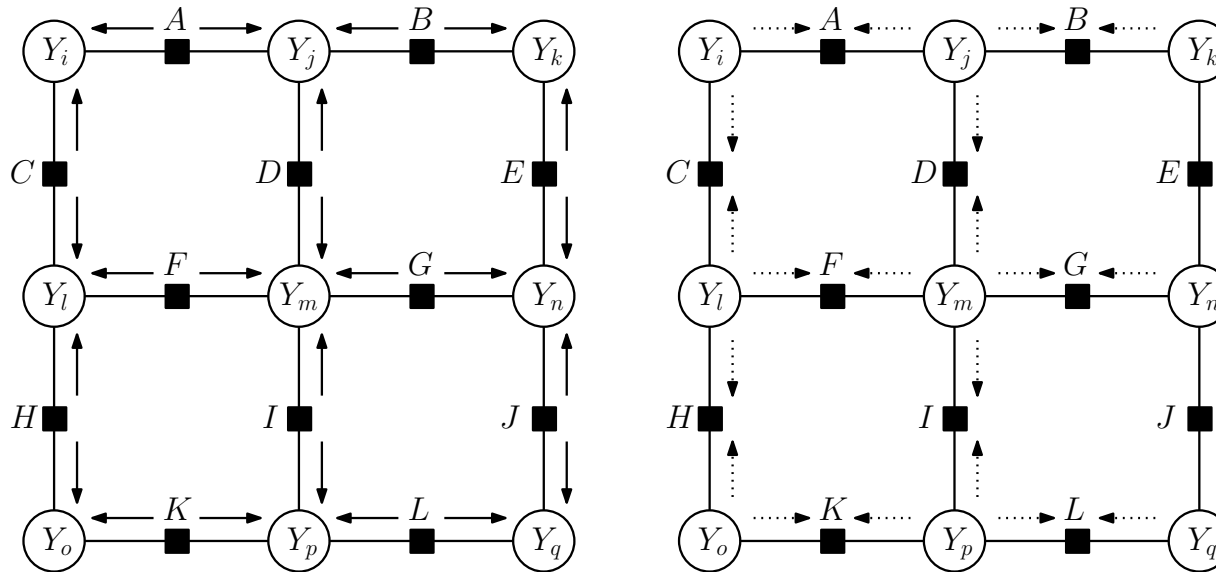 A B A B
Y_i Y_j Y_k Y_i Y_j Y_k
C D E C D E
F G F G
Y_l Y_m Y_n Y_l Y_m Y_n
H I J H I J
K L K L
Y_o Y_p Y_q Y_o Y_p Y_q